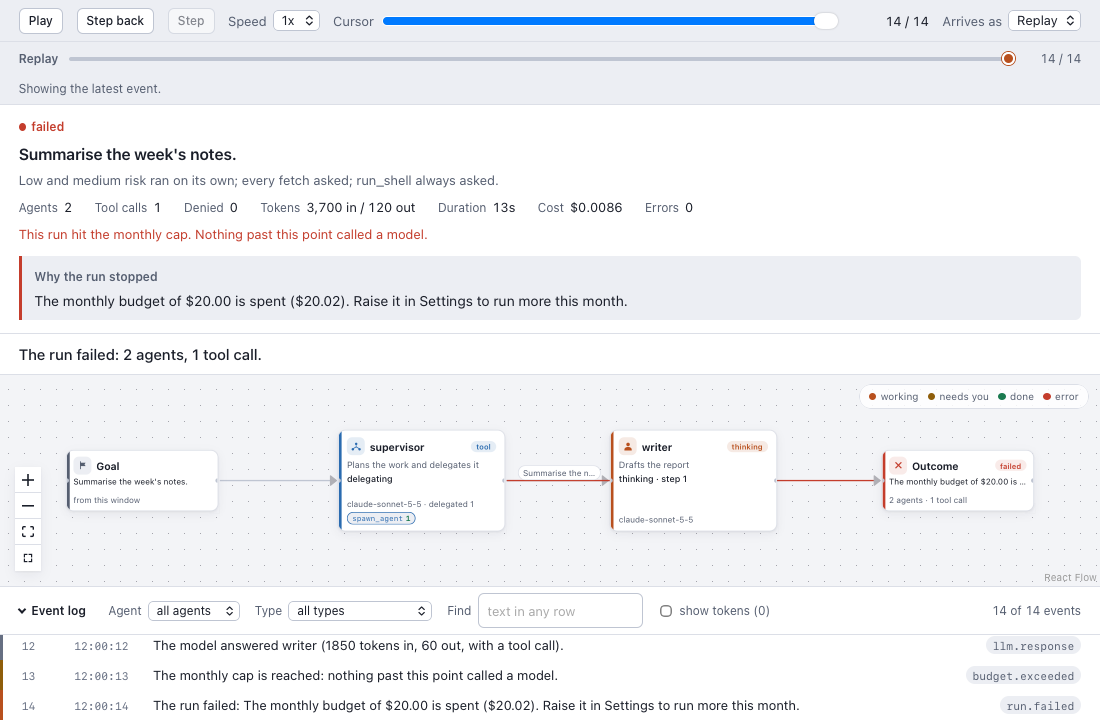 Play Step back Step Speed 1x Cursor 14 / 14 Arrives as Replay
Replay 14 / 14
Showing the latest event.
failed
Summarise the week's notes.
Low and medium risk ran on its own; every fetch asked; run_shell always asked.
Agents 2 Tool calls 1 Denied 0 Tokens 3,700 in / 120 out Duration 13s Cost $0.0086 Errors 0
This run hit the monthly cap. Nothing past this point called a model.
Why the run stopped
The monthly budget of $20.00 is spent ($20.02). Raise it in Settings to run more this month.
The run failed: 2 agents, 1 tool call.
working needs you done error
Goal
Summarise the week's notes.
from this window
supervisor tool
Plans the work and delegates it
delegating
claude-sonnet-5-5 · delegated 1
spawn_agent 1
Summarise the n...
writer thinking
Drafts the report
thinking · step 1
claude-sonnet-5-5
Outcome failed
The monthly budget of $20.00 is ...
2 agents · 1 tool call
React Flow
Event log Agent all agents Type all types Find text in any row show tokens (0) 14 of 14 events
12 12:00:12 The model answered writer (1850 tokens in, 60 out, with a tool call). llm.response
13 12:00:13 The monthly cap is reached: nothing past this point called a model. budget.exceeded
14 12:00:14 The run failed: The monthly budget of $20.00 is spent ($20.02). Raise it in Settings to run more this month. run.failed